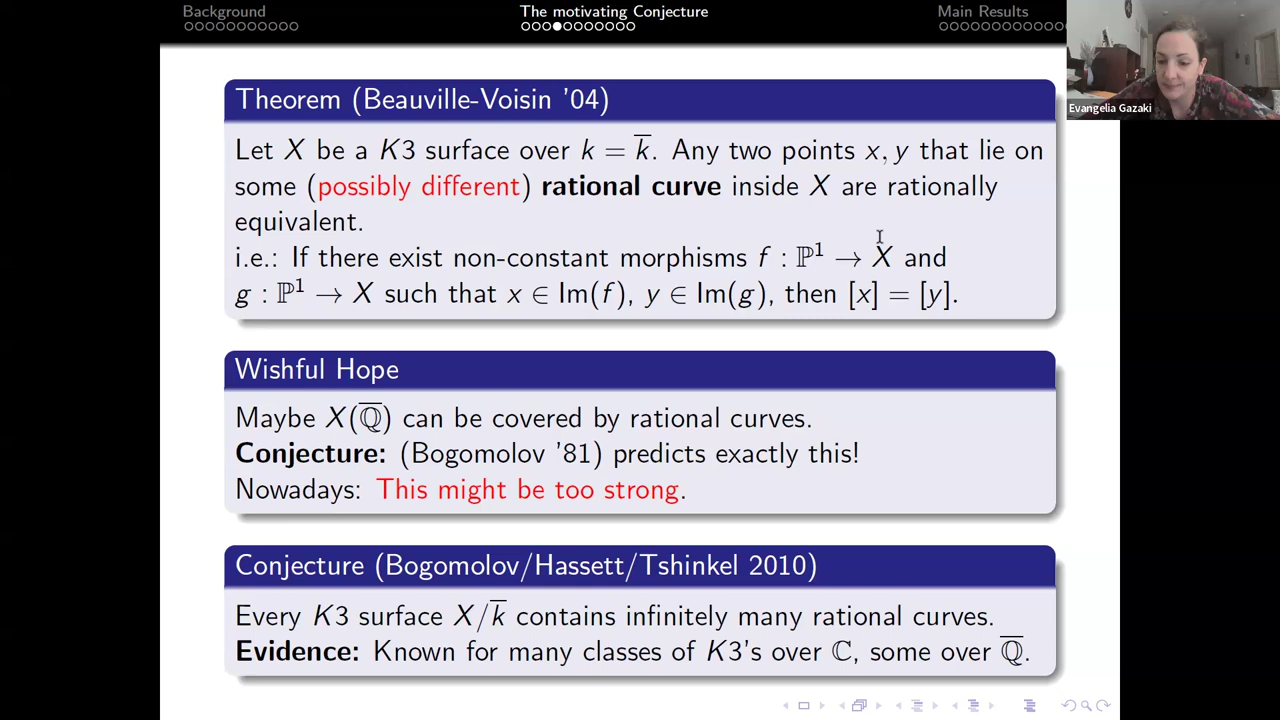 Background
The motivating Conjecture
Main Results
Evangelia Gazaki
Theorem (Beauville-Voisin '04)
Let X be a K3 surface over k = k̅. Any two points x, y that lie on
some (possibly different) rational curve inside X are rationally
equivalent.
i.e.: If there exist non-constant morphisms f : ℙ¹ → X and
g : ℙ¹ → X such that x ∈ Im(f), y ∈ Im(g), then [x] = [y].
Wishful Hope
Maybe X(ℚ̅) can be covered by rational curves.
Conjecture: (Bogomolov '81) predicts exactly this!
Nowadays: This might be too strong.
Conjecture (Bogomolov/Hassett/Tshinkel 2010)
Every K3 surface X/k̅ contains infinitely many rational curves.
Evidence: Known for many classes of K3's over ℂ, some over ℚ̅.